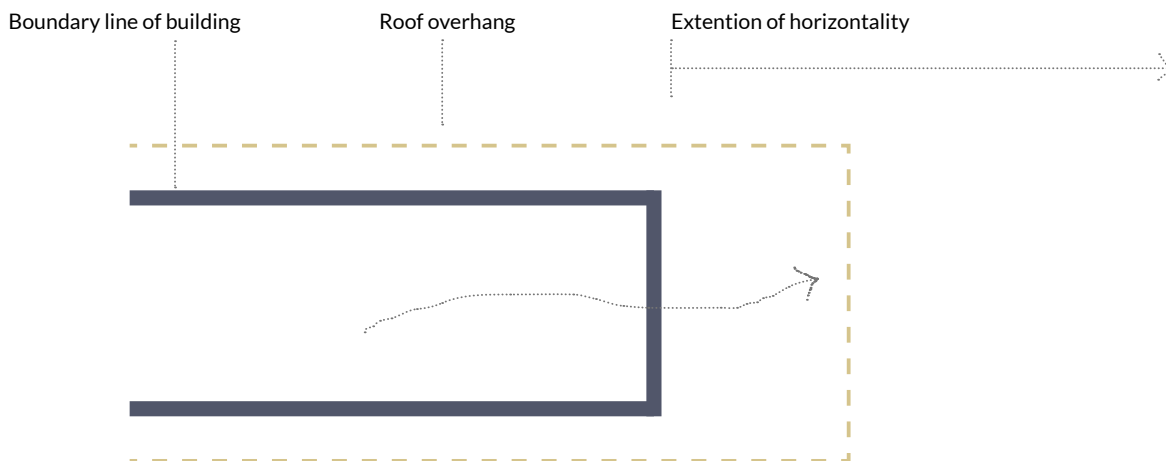 Boundary line of building
Roof overhang
Extention of horizontality